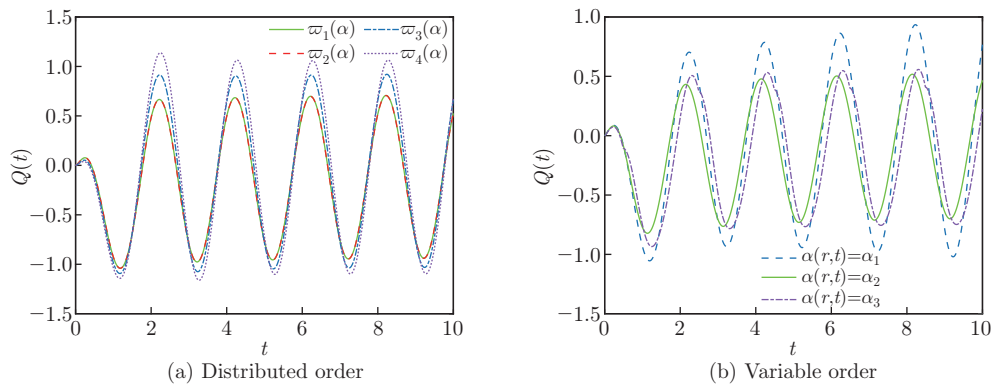 1.5
1.0
0.5
0.0
−0.5
−1.0
−1.5
Q(t)
ϖ₁(α)
ϖ₂(α)
ϖ₃(α)
ϖ₄(α)
0 2 4 6 8 10
t
(a) Distributed order
1.0
0.5
0.0
−0.5
−1.0
−1.5
Q(t)
α(r,t)=α₁
α(r,t)=α₂
α(r,t)=α₃
0 2 4 6 8 10
t
(b) Variable order